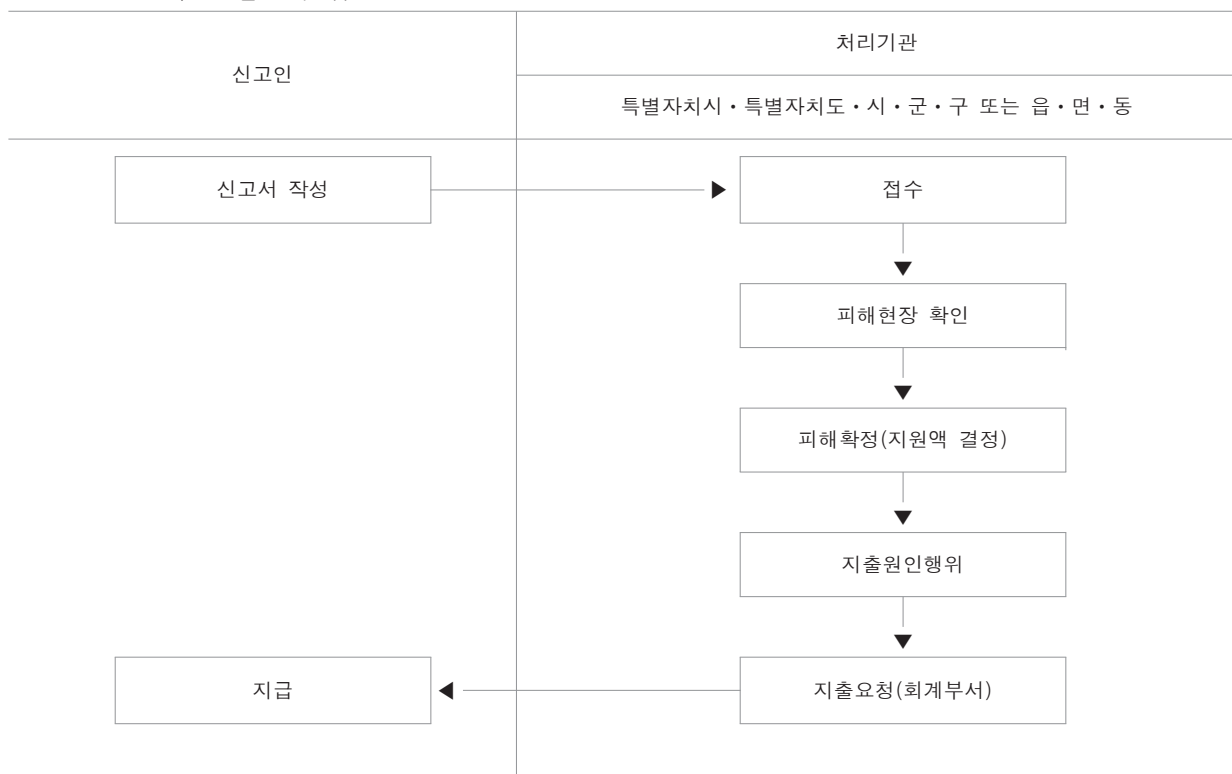 신고인
처리기관
특별자치시・특별자치도・시・군・구 또는 읍・면・동
신고서 작성
접수
피해현장 확인
피해확정(지원액 결정)
지출원인행위
지급
지출요청(회계부서)